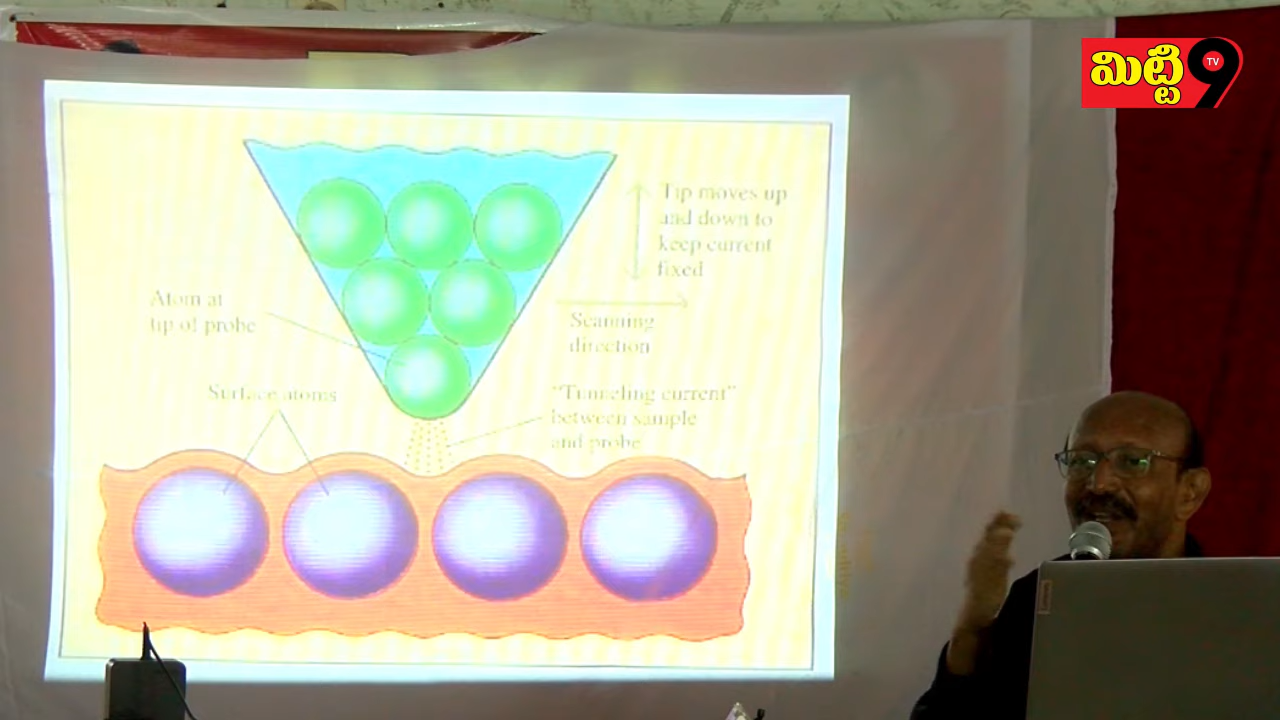 మిట్టి9
TV
Tip moves up
and down to
keep current
fixed
Atom at
tip of probe
Scanning
direction
Surface atoms
"Tunneling current"
between sample
and probe